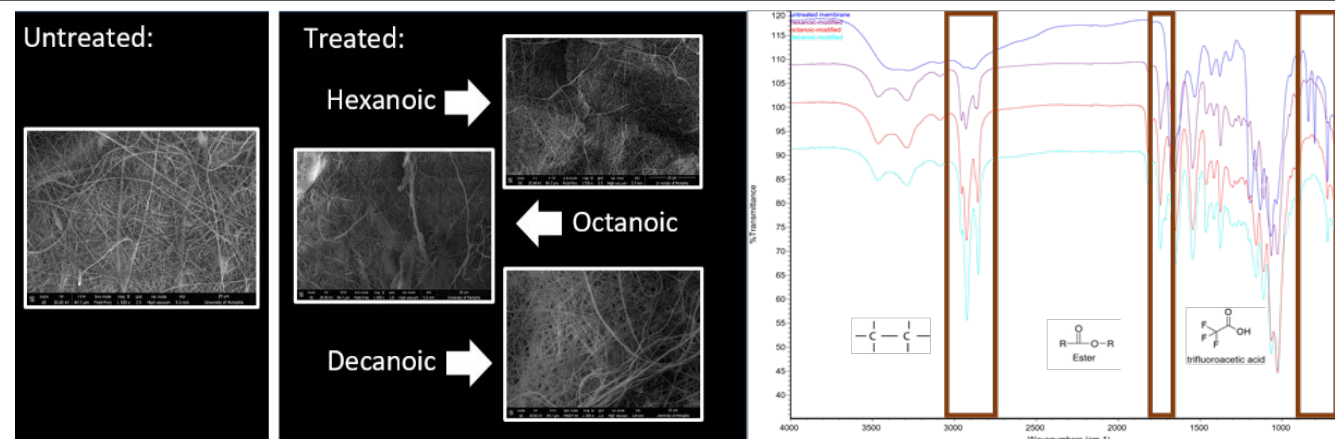 Untreated:
Treated:
Hexanoic
Octanoic
Decanoic
untreated membrane
hexanoic-modified
octanoic-modified
decanoic-modified
%Transmittance
120
115
110
105
100
95
90
85
80
75
70
65
60
55
50
45
40
4000
3500
3000
2500
2000
1500
1000
C C
O
R O R
Ester
F
F
F
O
OH
trifluoroacetic acid